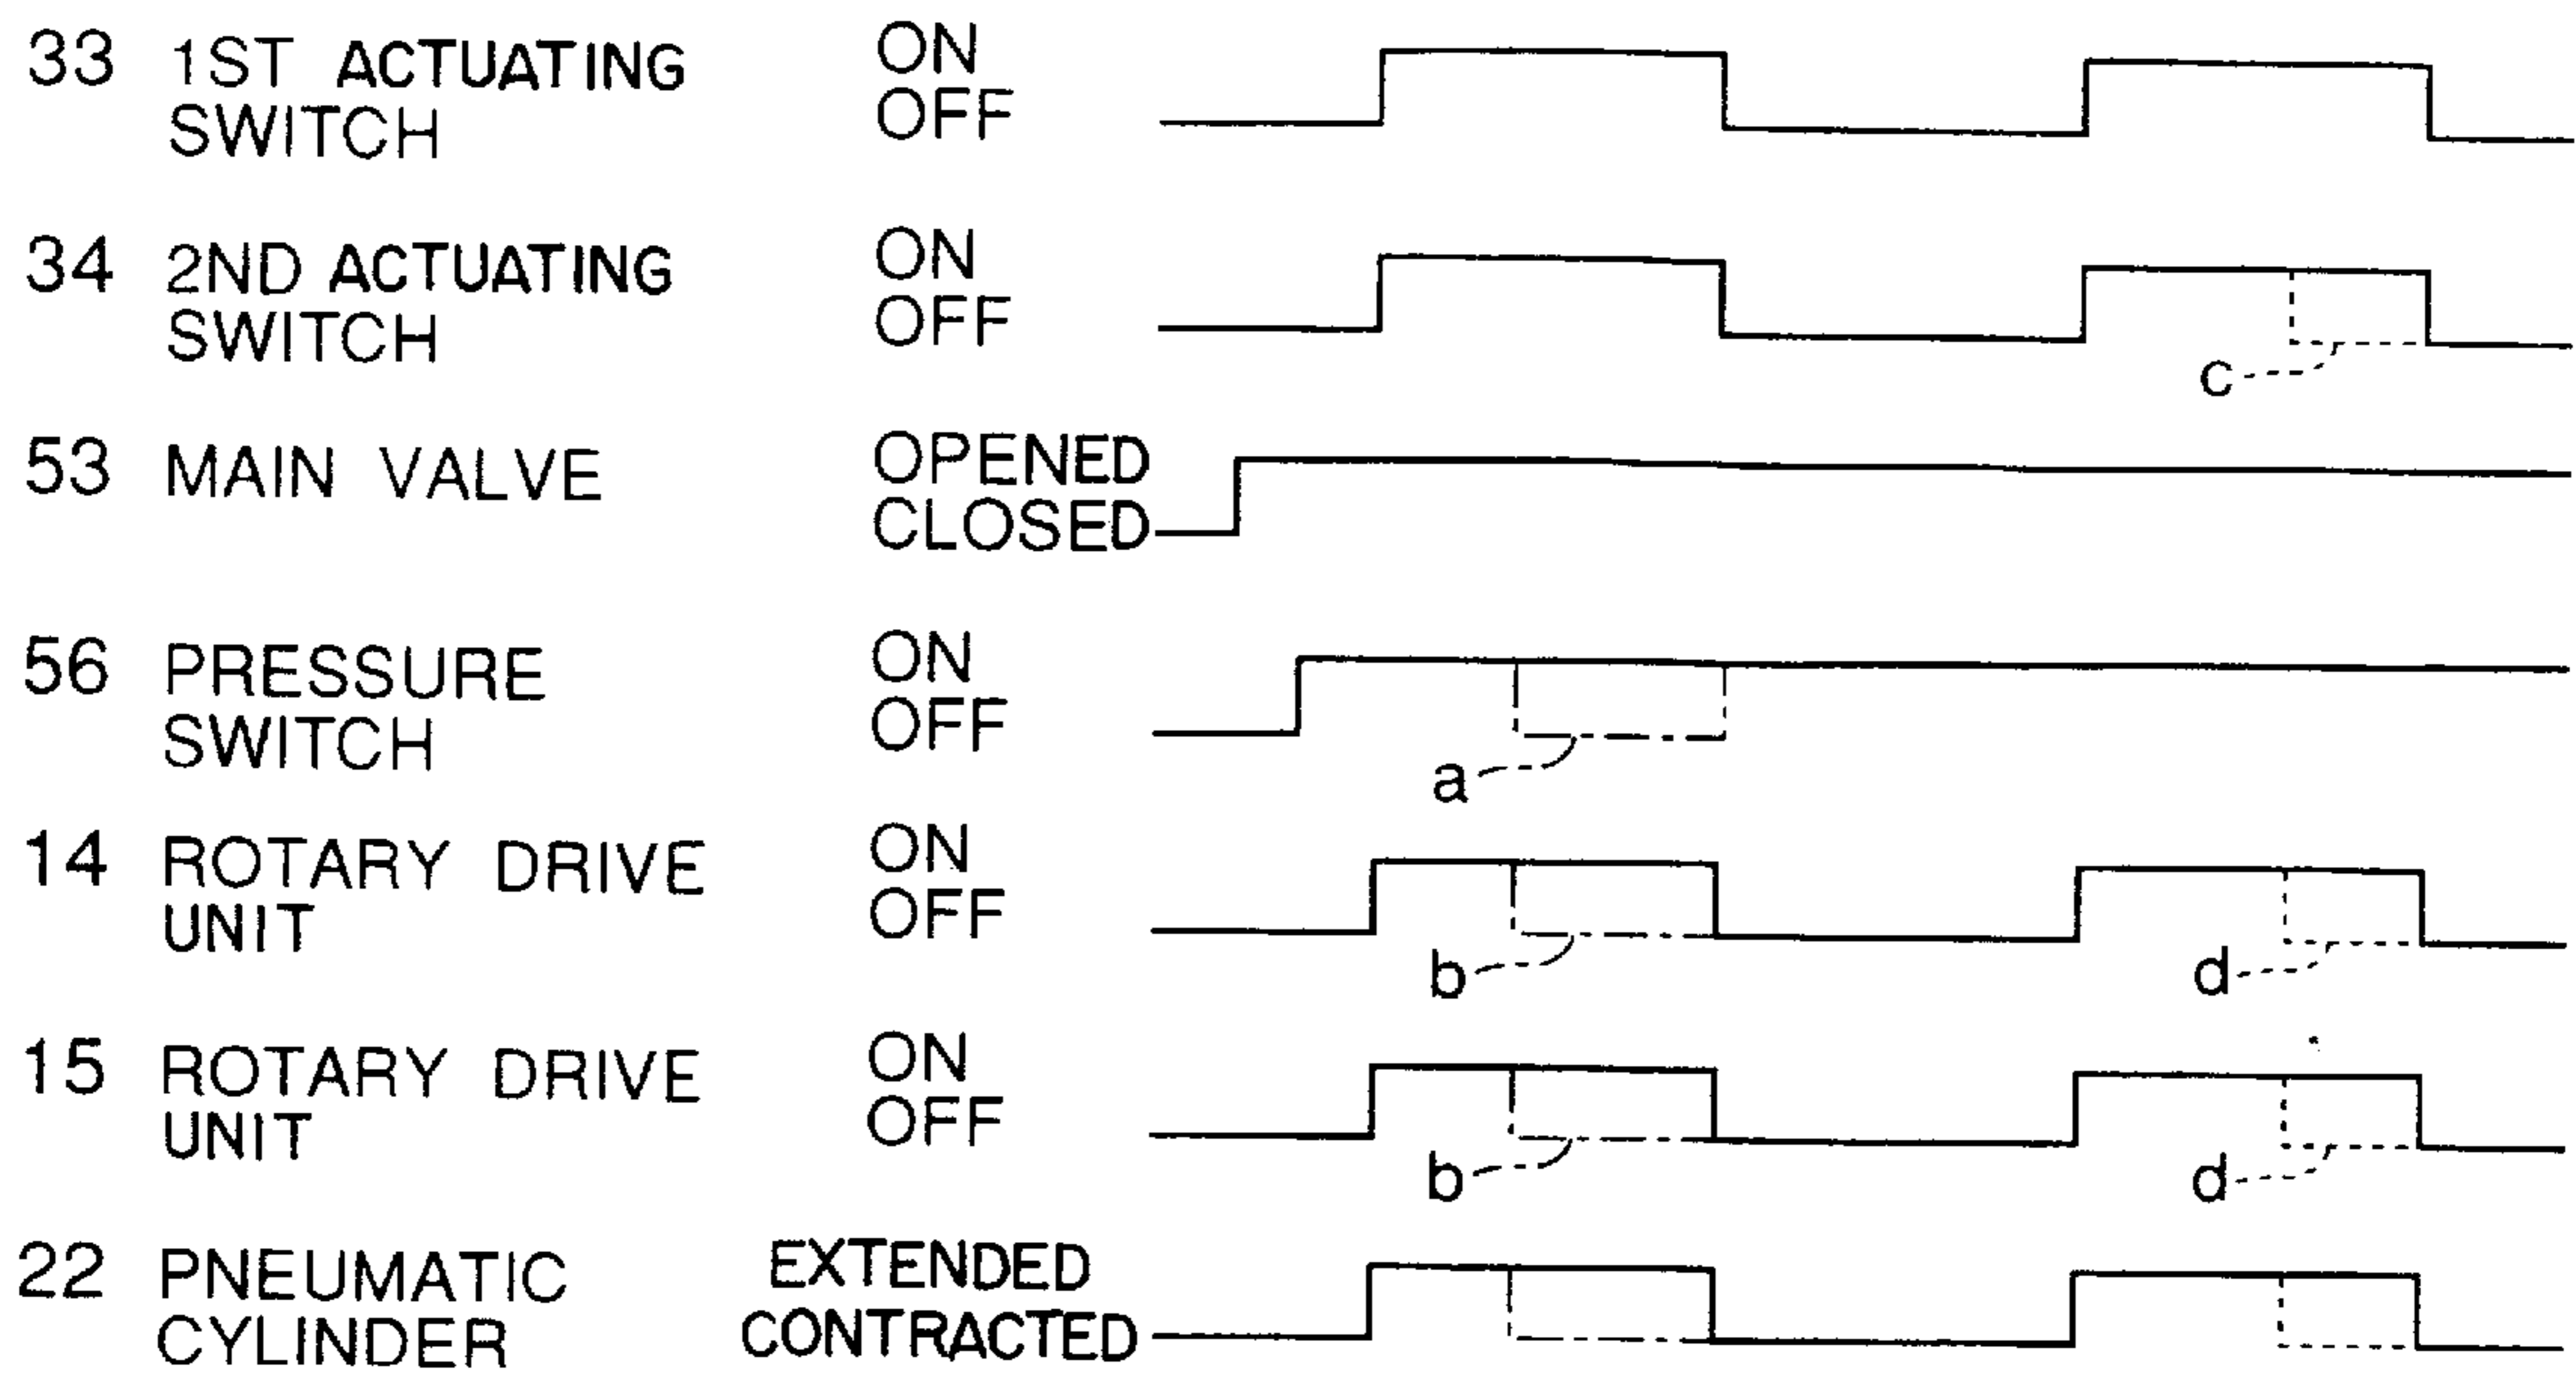 33 1ST ACTUATING SWITCH ON OFF
34 2ND ACTUATING SWITCH ON OFF
c
53 MAIN VALVE OPENED CLOSED
56 PRESSURE SWITCH ON OFF
a
14 ROTARY DRIVE UNIT ON OFF
b d
15 ROTARY DRIVE UNIT ON OFF
b d
22 PNEUMATIC CYLINDER EXTENDED CONTRACTED